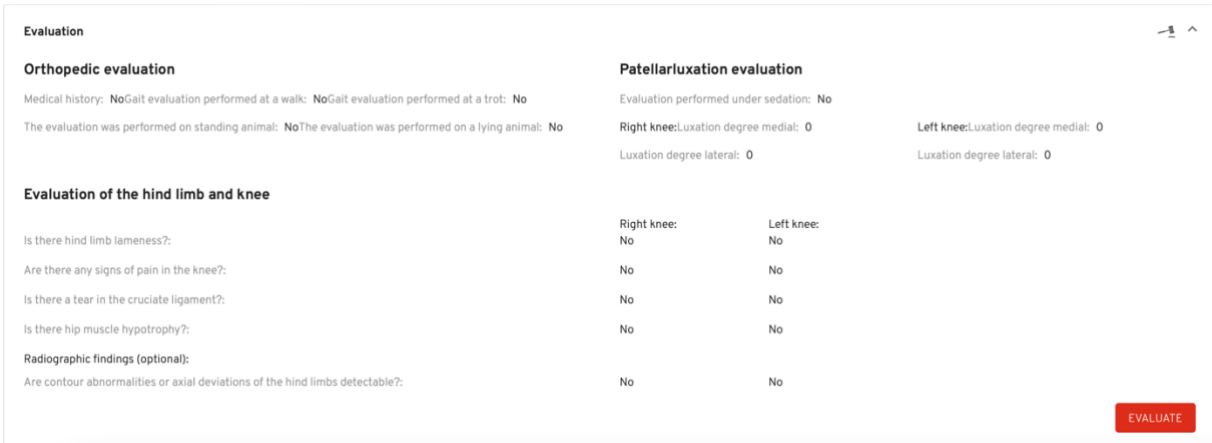 Evaluation
Orthopedic evaluation
Medical history: NoGait evaluation performed at a walk: NoGait evaluation performed at a trot: No
The evaluation was performed on standing animal: NoThe evaluation was performed on a lying animal: No
Patellarluxation evaluation
Evaluation performed under sedation: No
Right knee:Luxation degree medial: 0 Left knee:Luxation degree medial: 0
Luxation degree lateral: 0 Luxation degree lateral: 0
Evaluation of the hind limb and knee
Right knee: Left knee:
Is there hind limb lameness?: No No
Are there any signs of pain in the knee?: No No
Is there a tear in the cruciate ligament?: No No
Is there hip muscle hypotrophy?: No No
Radiographic findings (optional):
Are contour abnormalities or axial deviations of the hind limbs detectable?: No No
EVALUATE